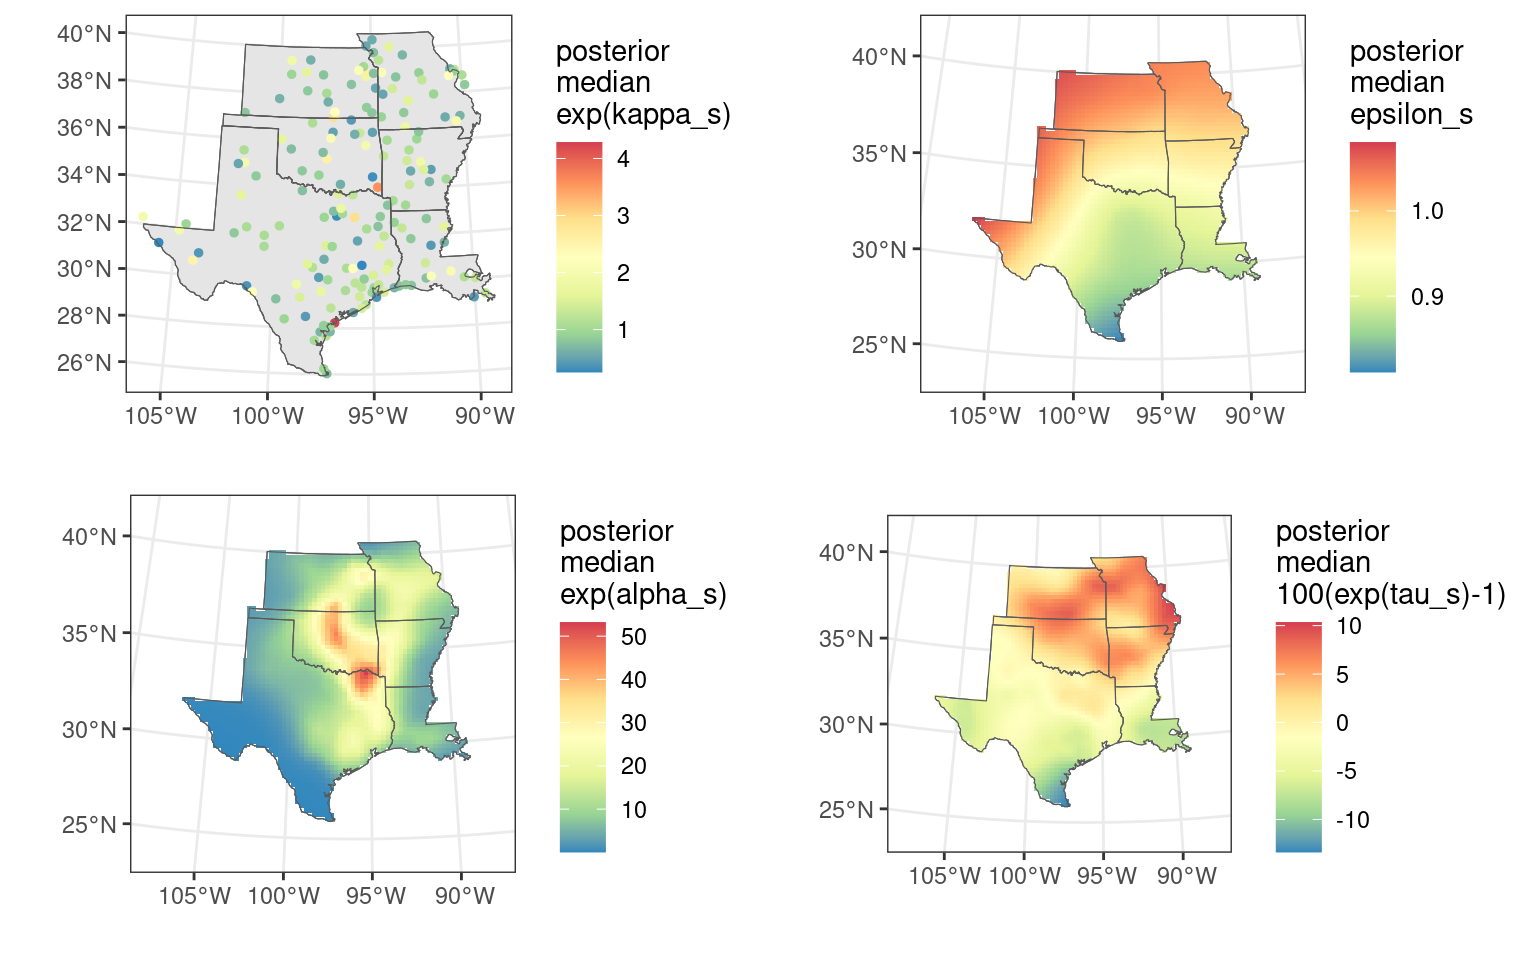 40°N
38°N
36°N
34°N
32°N
30°N
28°N
26°N
105°W 100°W 95°W 90°W
posterior
median
exp(kappa_s)
4
3
2
1
40°N
35°N
30°N
25°N
105°W 100°W 95°W 90°W
posterior
median
epsilon_s
1.0
0.9
40°N
35°N
30°N
25°N
105°W 100°W 95°W 90°W
posterior
median
exp(alpha_s)
50
40
30
20
10
40°N
35°N
30°N
25°N
105°W 100°W 95°W 90°W
posterior
median
100(exp(tau_s)-1)
10
5
0
-5
-10